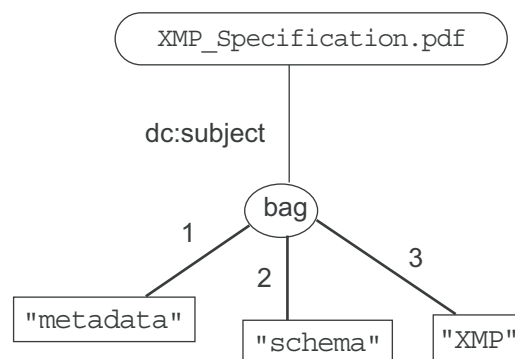 XMP_Specification.pdf
dc:subject
bag
1
2
3
"metadata"
"schema"
"XMP"